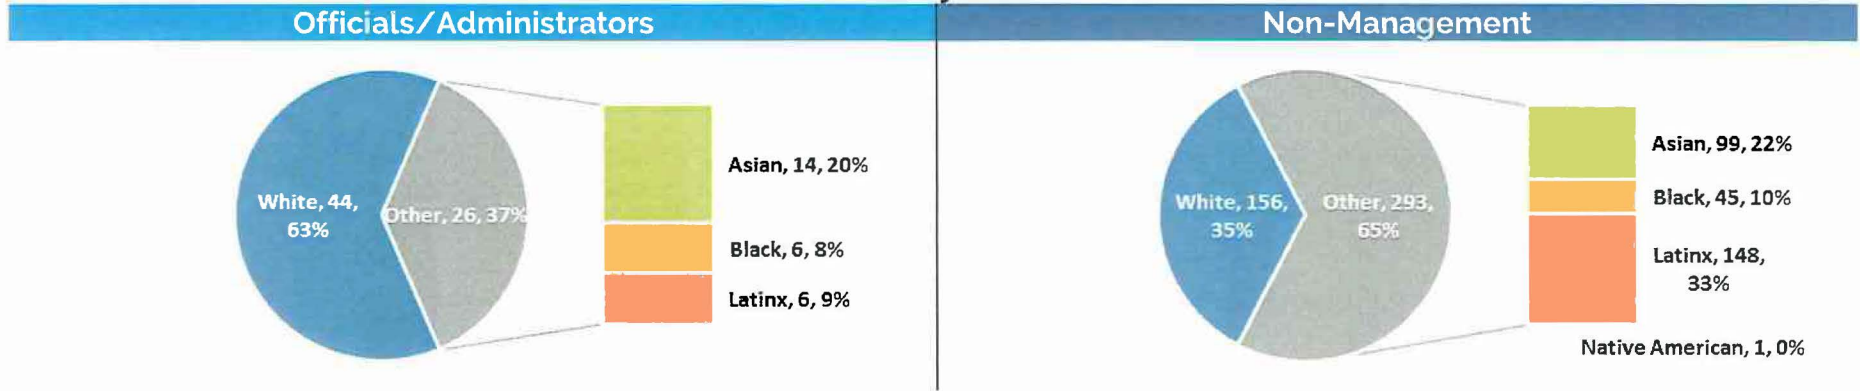 Officials/Administrators
White, 44,
63%
Other, 26, 37%
Asian, 14, 20%
Black, 6, 8%
Latinx, 6, 9%
Non-Management
White, 156,
35%
Other, 293,
65%
Asian, 99, 22%
Black, 45, 10%
Latinx, 148,
33%
Native American, 1, 0%